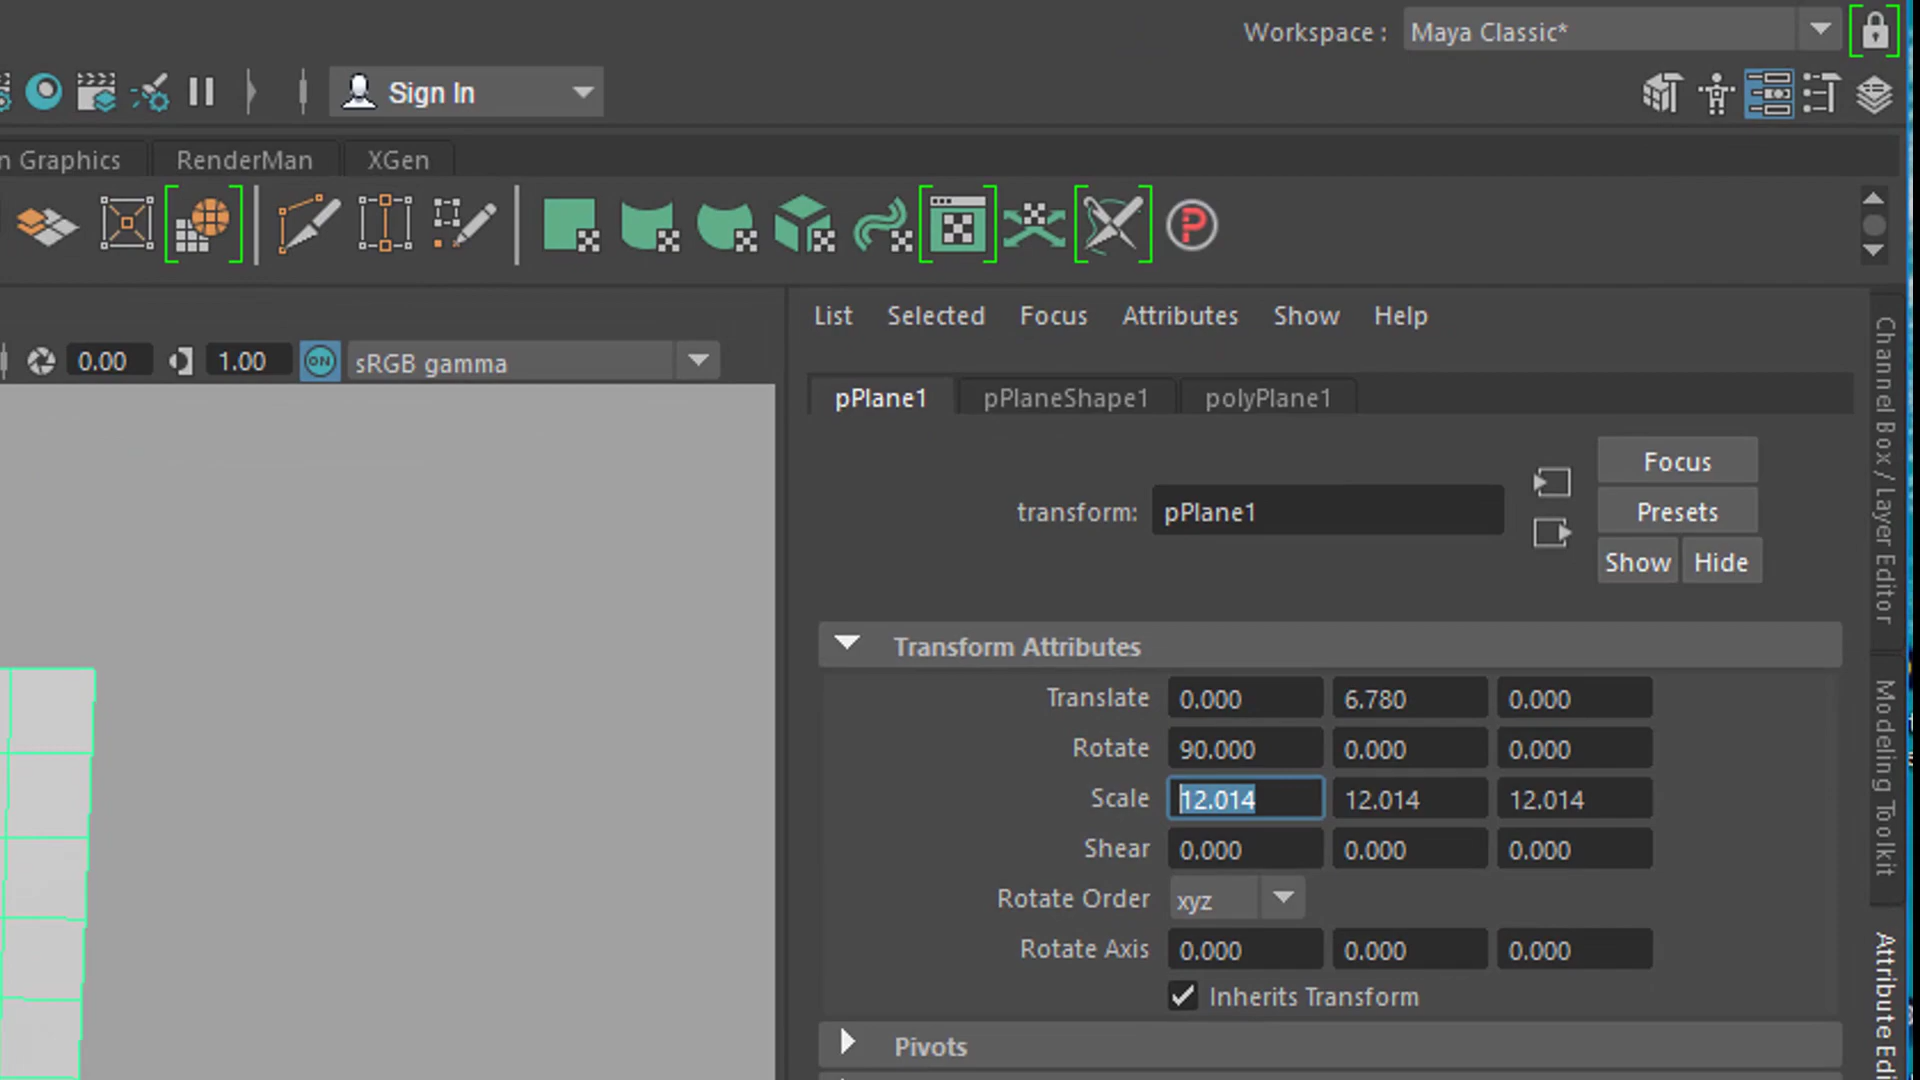 Workspace : Maya Classic*
Sign In
n Graphics RenderMan XGen
List Selected Focus Attributes Show Help
0.00 1.00 ON sRGB gamma
pPlane1 pPlaneShape1 polyPlane1
Focus
transform: pPlane1 Presets
Show Hide
Transform Attributes
Translate 0.000 6.780 0.000
Rotate 90.000 0.000 0.000
Scale 12.014 12.014 12.014
Shear 0.000 0.000 0.000
Rotate Order xyz
Rotate Axis 0.000 0.000 0.000
Inherits Transform
Pivots
Channel Box / Layer Editor
Modeling Toolkit
Attribute Edi